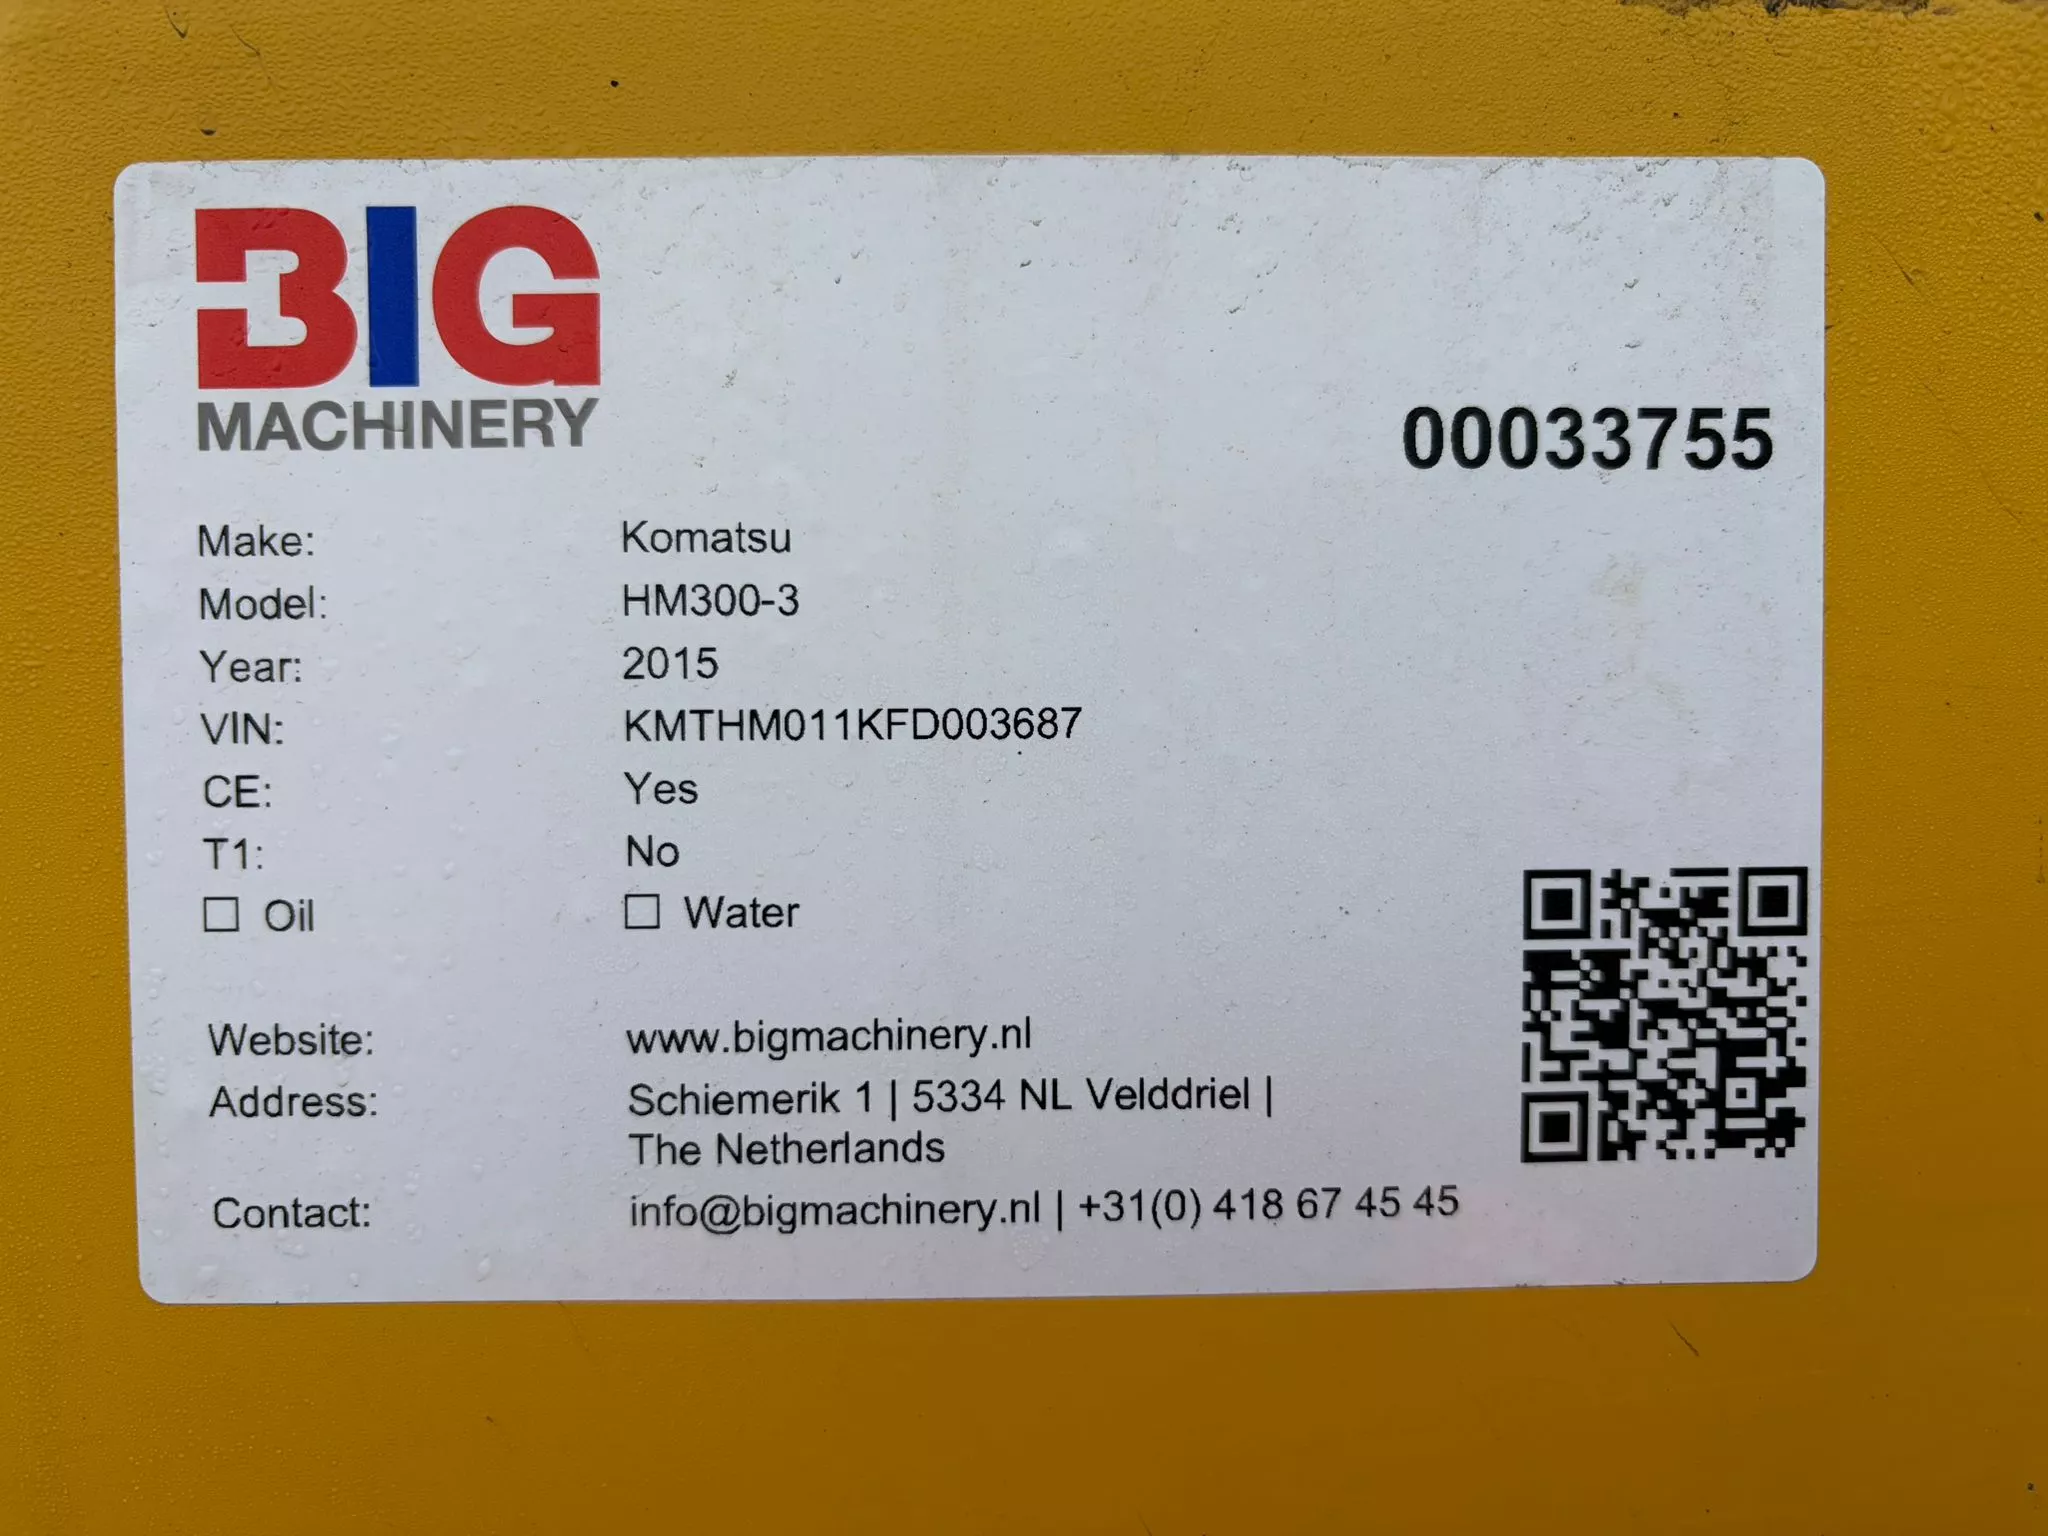 BIG
MACHINERY
00033755
Make: Komatsu
Model: HM300-3
Year: 2015
VIN: KMTHM011KFD003687
CE: Yes
T1: No
☐ Oil ☐ Water
Website: www.bigmachinery.nl
Address: Schiemerik 1 | 5334 NL Velddriel |
The Netherlands
Contact: info@bigmachinery.nl | +31(0) 418 67 45 45